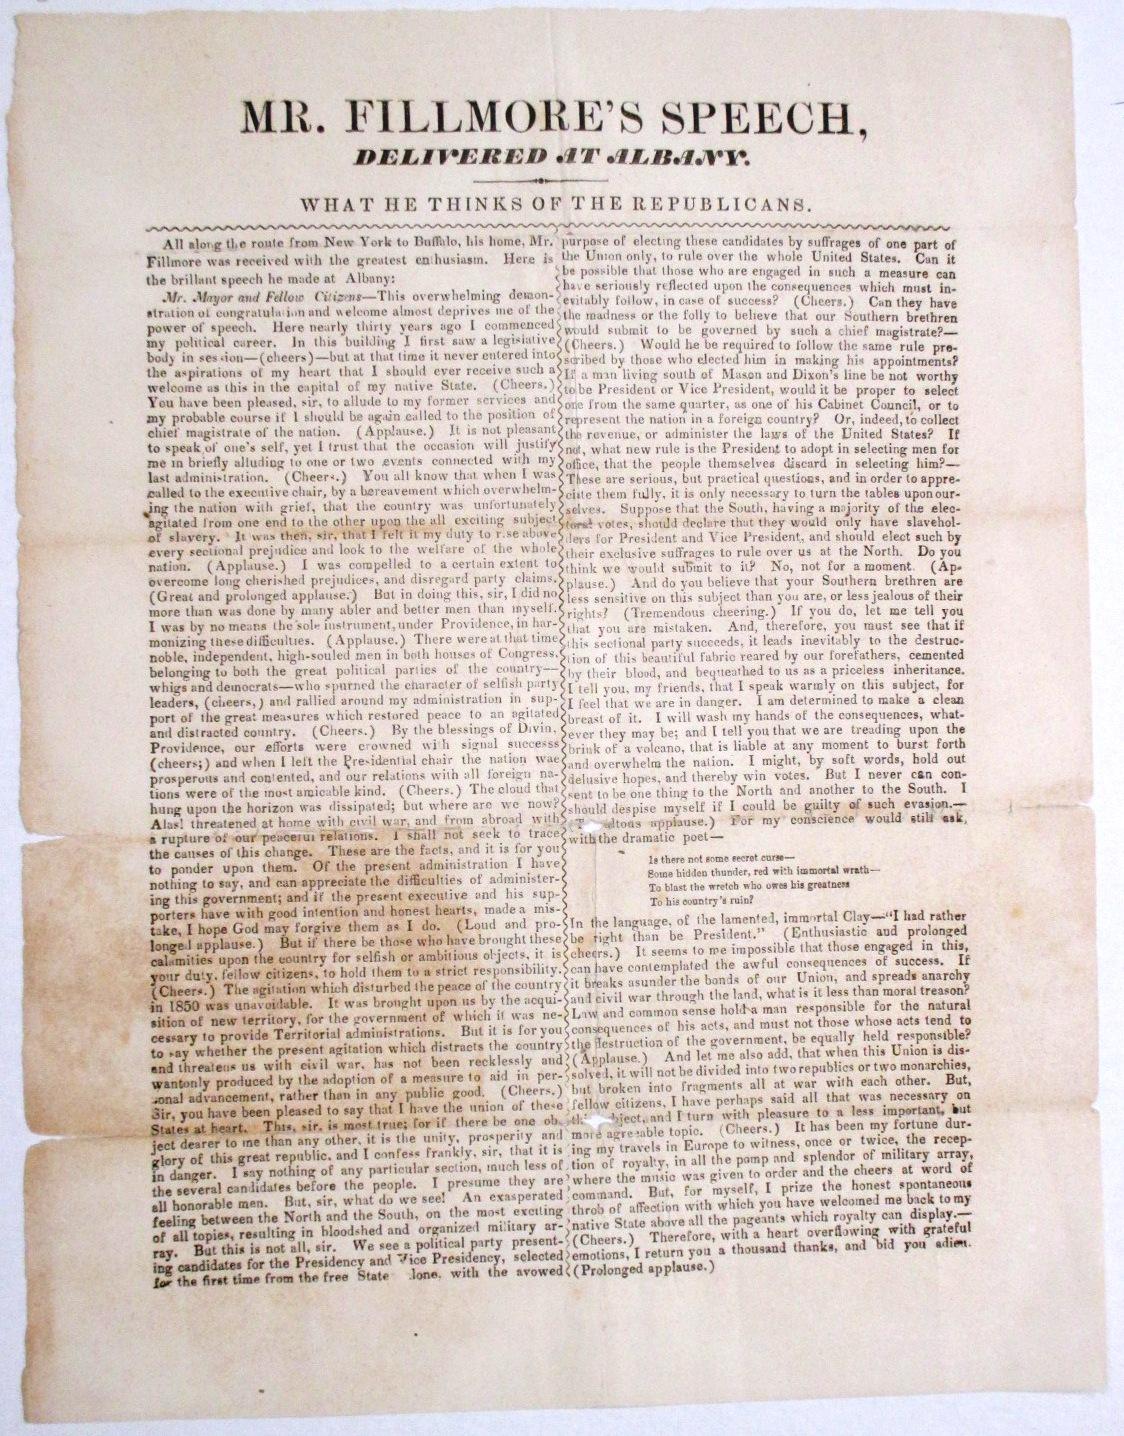 MR. FILLMORE'S SPEECH,
DELIVERED AT ALBANY.
WHAT HE THINKS OF THE REPUBLICANS.
All along the route from New York to Buffalo, his home, Mr.
Fillmore was received with the greatest enthusiasm. Here is
the brillant speech he made at Albany:
Mr. Mayor and Fellow Citizens—This overwhelming demon-
stration of congratulation and welcome almost deprives me of the
power of speech. Here nearly thirty years ago I commenced
my political career. In this building I first saw a legislative
body in session—(cheers)—but at that time it never entered into
the aspirations of my heart that I should ever receive such a
welcome as this in the capital of my native State. (Cheers.)
You have been pleased, sir, to allude to my former services and
my probable course if I should be again called to the position of
chief magistrate of the nation. (Applause.) It is not pleasant
to speak of one's self, yet I trust that the occasion will justify
me in briefly alluding to one or two events connected with my
last administration. (Cheers.) You all know that when I was
called to the executive chair, by a bereavement which overwhelm-
ing the nation with grief, that the country was unfortunately
agitated from one end to the other upon the all exciting subject
of slavery. It was then, sir, that I felt it my duty to rise above
every sectional prejudice and look to the welfare of the whole
nation. (Applause.) I was compelled to a certain extent to
overcome long cherished prejudices, and disregard party claims.
(Great and prolonged applause.) But in doing this, sir, I did no
more than was done by many abler and better men than myself.
I was by no means the sole instrument, under Providence, in har-
monizing these difficulties. (Applause.) There were at that time
noble, independent, high-souled men in both houses of Congress,
belonging to both the great political parties of the country—
whigs and democrats—who spurned the character of selfish party
leaders, (cheers,) and rallied around my administration in sup-
port of the great measures which restored peace to an agitated
and distracted country. (Cheers.) By the blessings of Divin,
Providence, our efforts were crowned with signal successs
(cheers;) and when I left the Presidential chair the nation wae
prosperous and contented, and our relations with all foreign na-
tions were of the most amicable kind. (Cheers.) The cloud that
hung upon the horizon was dissipated; but where are we now?
Alas! threatened at home with civil war, and from abroad with
a rupture of our peaceful relations. I shall not seek to trace
the causes of this change. These are the facts, and it is for you
to ponder upon them. Of the present administration I have
nothing to say, and can appreciate the difficulties of administer-
ing this government; and if the present executive and his sup-
porters have with good intention and honest hearts, made a mis-
take, I hope God may forgive them as I do. (Loud and pro-
longed applause.) But if there be those who have brought these
calamities upon the country for selfish or ambitious objects, it is
your duty, fellow citizens, to hold them to a strict responsibility.
(Cheers.) The agitation which disturbed the peace of the country
in 1850 was unavoidable. It was brought upon us by the acqui-
sition of new territory, for the government of which it was ne-
cessary to provide Territorial administrations. But it is for you
to say whether the present agitation which distracts the country
and threatens us with civil war, has not been recklessly and
wantonly produced by the adoption of a measure to aid in per-
sonal advancement, rather than in any public good. (Cheers.)
Sir, you have been pleased to say that I have the union of these
States at heart. This, sir, is most true; for if there be one ob-
ject dearer to me than any other, it is the unity, prosperity and
glory of this great republic, and I confess frankly, sir, that it is
in danger. I say nothing of any particular section, much less of
the several candidates before the people. I presume they are
all honorable men. But, sir, what do we see! An exasperated
feeling between the North and the South, on the most exciting
of all topics, resulting in bloodshed and organized military ar-
ray. But this is not all, sir. We see a political party present-
ing candidates for the Presidency and Vice Presidency, selected
for the first time from the free State lone, with the avowed
purpose of electing these candidates by suffrages of one part of
the Union only, to rule over the whole United States. Can it
be possible that those who are engaged in such a measure can
have seriously reflected upon the consequences which must in-
evitably follow, in case of success? (Cheers.) Can they have
the madness or the folly to believe that our Southern brethren
would submit to be governed by such a chief magistrate?—
(Cheers.) Would he be required to follow the same rule pre-
scribed by those who elected him in making his appointments?
If a man living south of Mason and Dixon's line be not worthy
to be President or Vice President, would it be proper to select
one from the same quarter, as one of his Cabinet Council, or to
represent the nation in a foreign country? Or, indeed, to collect
the revenue, or administer the laws of the United States? If
not, what new rule is the President to adopt in selecting men for
office, that the people themselves discard in selecting him?—
These are serious, but practical questions, and in order to appre-
ciate them fully, it is only necessary to turn the tables upon our-
selves. Suppose that the South, having a majority of the elec-
toral votes, should declare that they would only have slavehol-
ders for President and Vice President, and should elect such by
their exclusive suffrages to rule over us at the North. Do you
think we would submit to it? No, not for a moment. (Ap-
plause.) And do you believe that your Southern brethren are
less sensitive on this subject than you are, or less jealous of their
rights? (Tremendous cheering.) If you do, let me tell you
that you are mistaken. And, therefore, you must see that if
this sectional party succeeds, it leads inevitably to the destruc-
tion of this beautiful fabric reared by our forefathers, cemented
by their blood, and bequeathed to us as a priceless inheritance.
I tell you, my friends, that I speak warmly on this subject, for
I feel that we are in danger. I am determined to make a clean
breast of it. I will wash my hands of the consequences, what-
ever they may be; and I tell you that we are treading upon the
brink of a volcano, that is liable at any moment to burst forth
and overwhelm the nation. I might, by soft words, hold out
delusive hopes, and thereby win votes. But I never can con-
sent to be one thing to the North and another to the South. I
should despise myself if I could be guilty of such evasion.—
applause.) For my conscience would still ask,
with the dramatic poet—
Is there not some secret curse—
Some hidden thunder, red with immortal wrath—
To blast the wretch who owes his greatness
To his country's ruin?
In the language, of the lamented, immortal Clay—"I had rather
be right than be President." (Enthusiastic aud prolonged
cheers.) It seems to me impossible that those engaged in this,
can have contemplated the awful consequences of success. If
it breaks asunder the bonds of our Union, and spreads anarchy
and civil war through the land, what is it less than moral treason?
Law and common sense hold a man responsible for the natural
consequences of his acts, and must not those whose acts tend to
the destruction of the government, be equally held responsible?
(Applause.) And let me also add, that when this Union is dis-
solved, it will not be divided into two republics or two monarchies,
but broken into fragments all at war with each other. But,
fellow citizens, I have perhaps said all that was necessary on
and I turn with pleasure to a less important, but
more agreeable topic. (Cheers.) It has been my fortune dur-
ing my travels in Europe to witness, once or twice, the recep-
tion of royalty, in all the pomp and splendor of military array,
where the music was given to order and the cheers at word of
command. But, for myself, I prize the honest spontaneous
throb of affection with which you have welcomed me back to my
native State above all the pageants which royalty can display.—
(Cheers.) Therefore, with a heart overflowing with grateful
emotions, I return you a thousand thanks, and bid you adieu.
(Prolonged applause.)